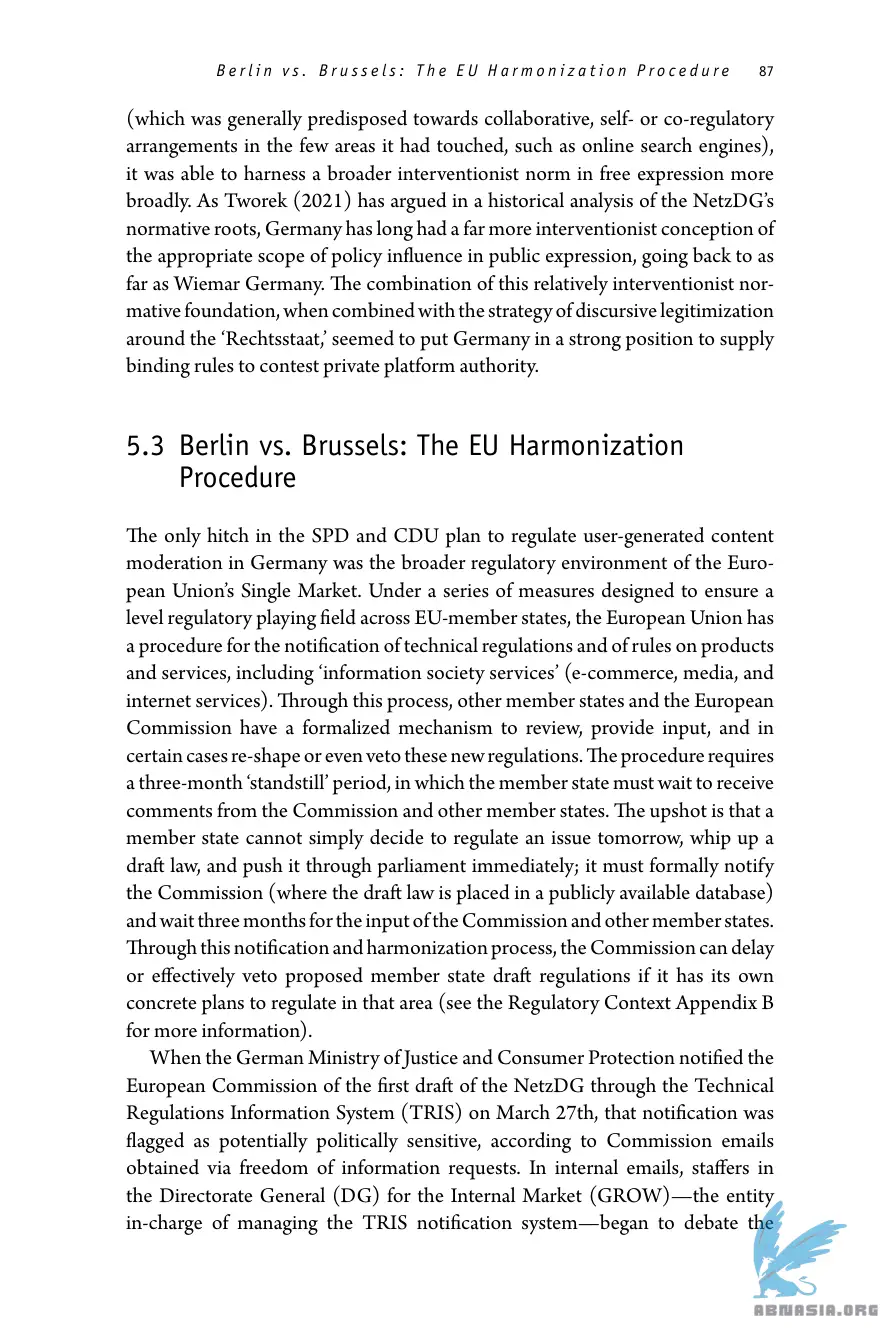 Berlin vs. Brussels: The EU Harmonization Procedure 87
(which was generally predisposed towards collaborative, self- or co-regulatory
arrangements in the few areas it had touched, such as online search engines),
it was able to harness a broader interventionist norm in free expression more
broadly. As Tworek (2021) has argued in a historical analysis of the NetzDG’s
normative roots, Germany has long had a far more interventionist conception of
the appropriate scope of policy influence in public expression, going back to as
far as Wiemar Germany. The combination of this relatively interventionist nor-
mative foundation, when combined with the strategy of discursive legitimization
around the ‘Rechtsstaat,’ seemed to put Germany in a strong position to supply
binding rules to contest private platform authority.
5.3 Berlin vs. Brussels: The EU Harmonization
Procedure
The only hitch in the SPD and CDU plan to regulate user-generated content
moderation in Germany was the broader regulatory environment of the Euro-
pean Union’s Single Market. Under a series of measures designed to ensure a
level regulatory playing field across EU-member states, the European Union has
a procedure for the notification of technical regulations and of rules on products
and services, including ‘information society services’ (e-commerce, media, and
internet services). Through this process, other member states and the European
Commission have a formalized mechanism to review, provide input, and in
certain cases re-shape or even veto these new regulations. The procedure requires
a three-month ‘standstill’ period, in which the member state must wait to receive
comments from the Commission and other member states. The upshot is that a
member state cannot simply decide to regulate an issue tomorrow, whip up a
draft law, and push it through parliament immediately; it must formally notify
the Commission (where the draft law is placed in a publicly available database)
and wait three months for the input of the Commission and other member states.
Through this notification and harmonization process, the Commission can delay
or effectively veto proposed member state draft regulations if it has its own
concrete plans to regulate in that area (see the Regulatory Context Appendix B
for more information).
When the German Ministry of Justice and Consumer Protection notified the
European Commission of the first draft of the NetzDG through the Technical
Regulations Information System (TRIS) on March 27th, that notification was
flagged as potentially politically sensitive, according to Commission emails
obtained via freedom of information requests. In internal emails, staffers in
the Directorate General (DG) for the Internal Market (GROW)—the entity
in-charge of managing the TRIS notification system—began to debate the
ABNASIA.ORG